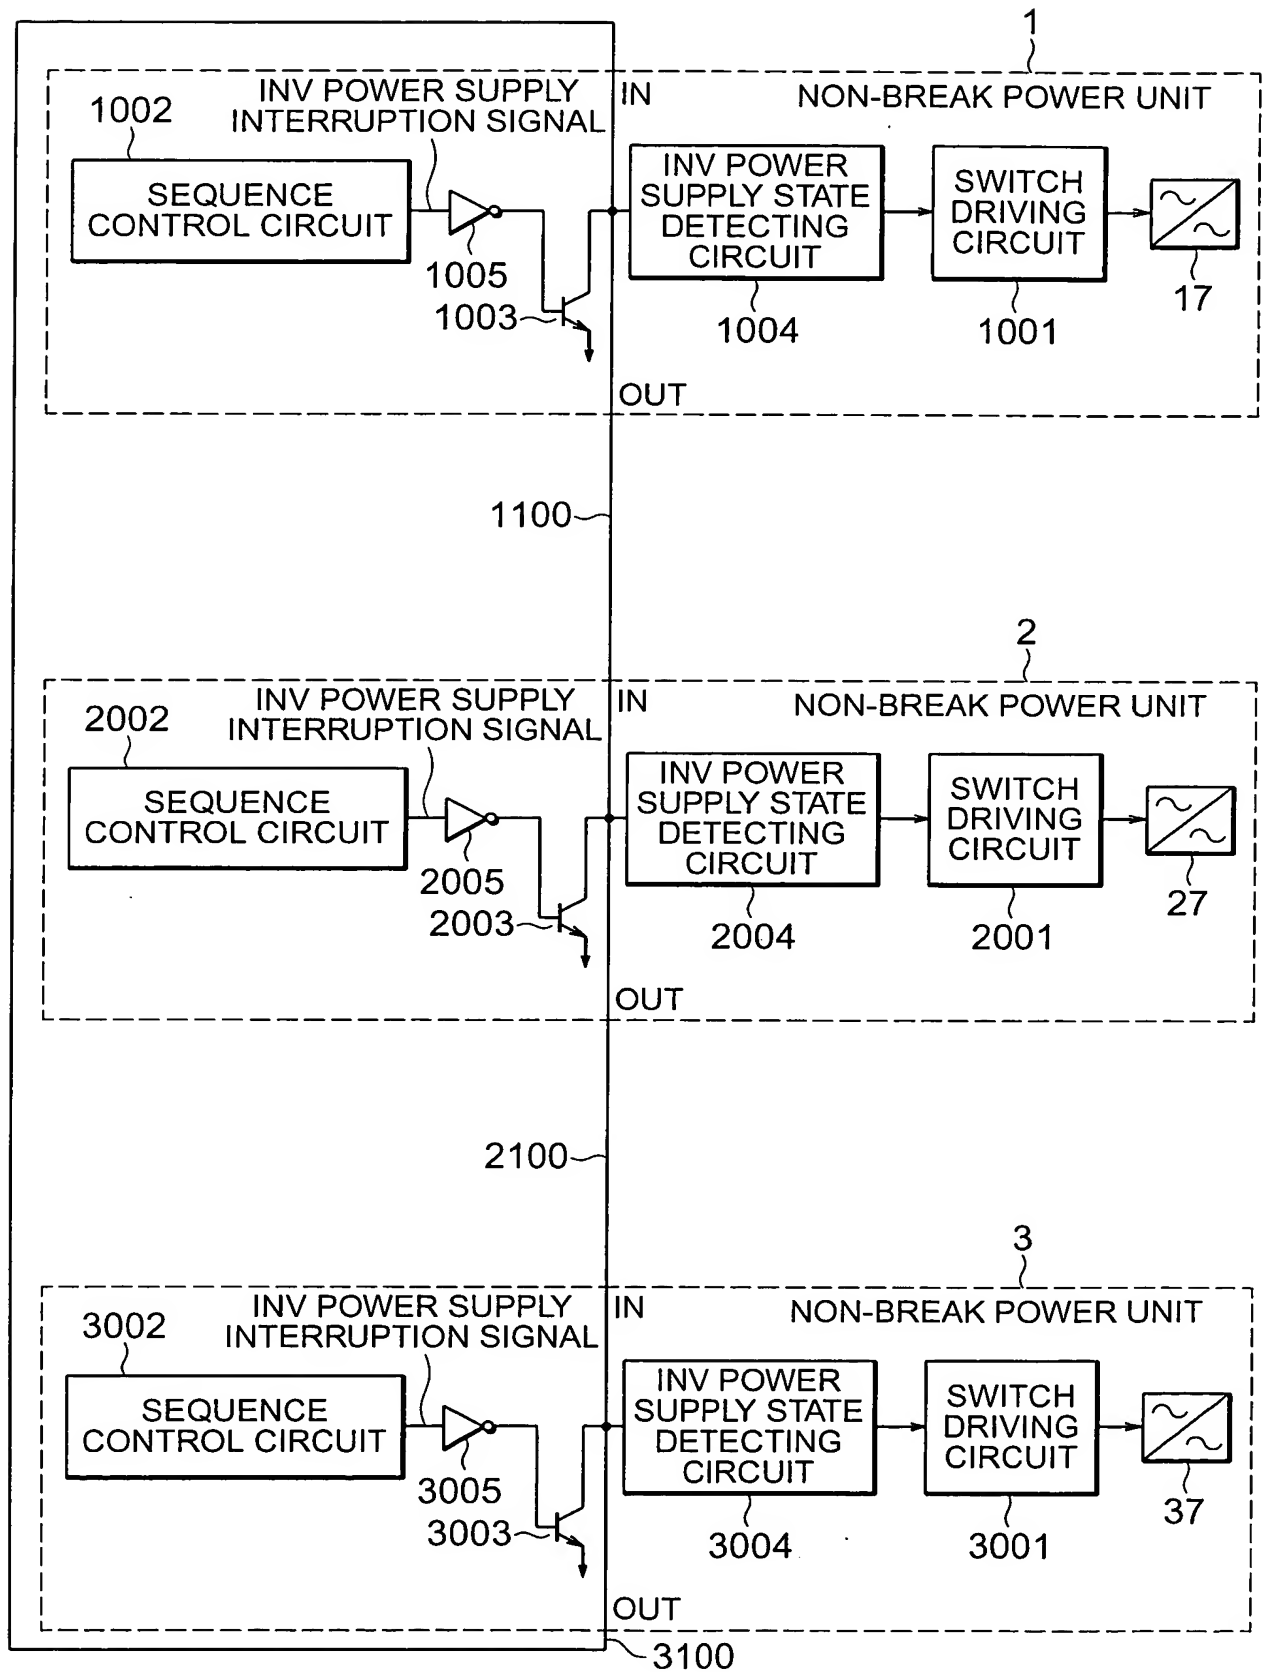 1
INV POWER SUPPLY
INTERRUPTION SIGNAL
IN
NON-BREAK POWER UNIT
1002
SEQUENCE
CONTROL CIRCUIT
1005
1003
INV POWER
SUPPLY STATE
DETECTING
CIRCUIT
1004
SWITCH
DRIVING
CIRCUIT
1001
17
OUT
1100
2
INV POWER SUPPLY
INTERRUPTION SIGNAL
IN
NON-BREAK POWER UNIT
2002
SEQUENCE
CONTROL CIRCUIT
2005
2003
INV POWER
SUPPLY STATE
DETECTING
CIRCUIT
2004
SWITCH
DRIVING
CIRCUIT
2001
27
OUT
2100
3
INV POWER SUPPLY
INTERRUPTION SIGNAL
IN
NON-BREAK POWER UNIT
3002
SEQUENCE
CONTROL CIRCUIT
3005
3003
INV POWER
SUPPLY STATE
DETECTING
CIRCUIT
3004
SWITCH
DRIVING
CIRCUIT
3001
37
OUT
3100